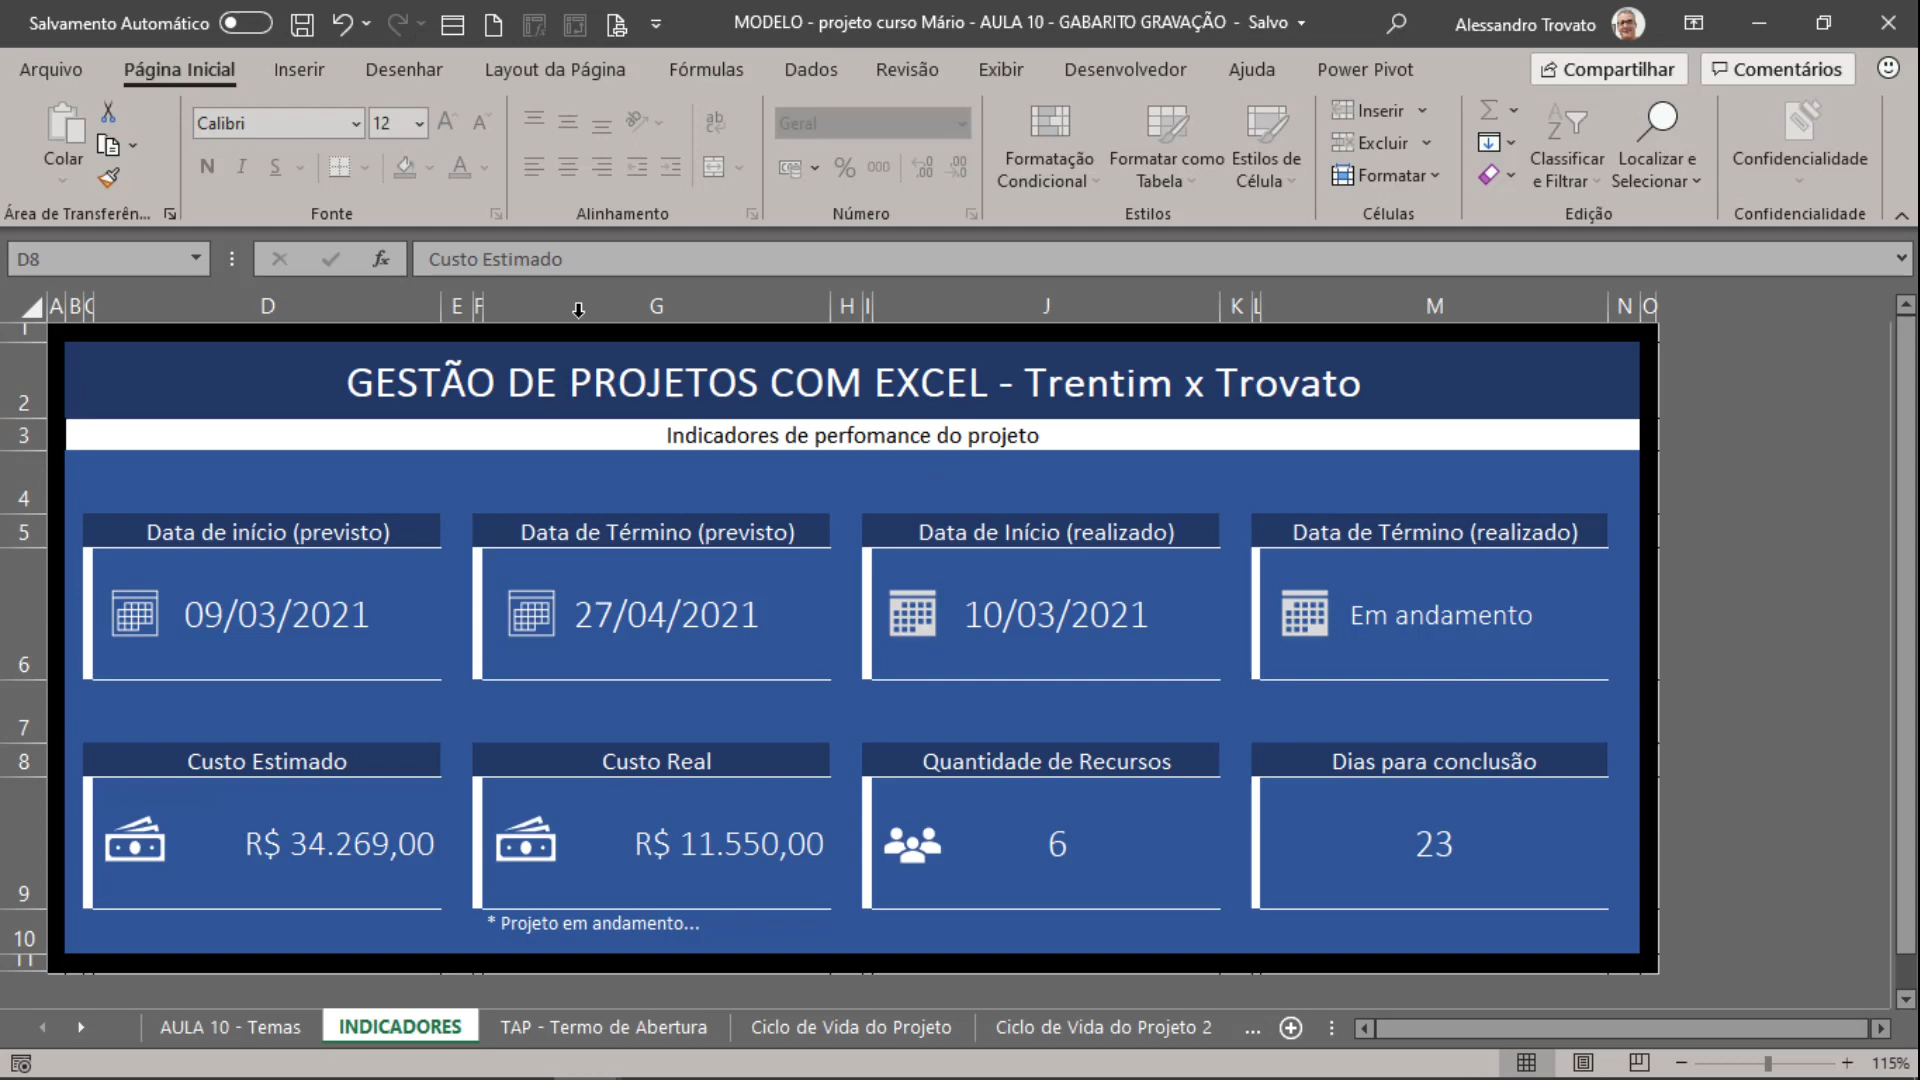 Salvamento Automático
MODELO - projeto curso Mário - AULA 10 - GABARITO GRAVAÇÃO - Salvo
Alessandro Trovato
Arquivo Página Inicial Inserir Desenhar Layout da Página Fórmulas Dados Revisão Exibir Desenvolvedor Ajuda Power Pivot Compartilhar Comentários
Colar
Área de Transferên...
Calibri 12
N I S
Fonte
ab
Alinhamento
Geral
% 000
Número
Formatação Condicional
Formatar como Tabela
Estilos de Célula
Estilos
Inserir
Excluir
Formatar
Células
Classificar e Filtrar
Localizar e Selecionar
Edição
Confidencialidade
Confidencialidade
D8 fx Custo Estimado
A B C D E F G H I J K L M N O
1
2
3
4
5
6
7
8
9
10
11
GESTÃO DE PROJETOS COM EXCEL - Trentim x Trovato
Indicadores de perfomance do projeto
Data de início (previsto) Data de Término (previsto) Data de Início (realizado) Data de Término (realizado)
09/03/2021 27/04/2021 10/03/2021 Em andamento
Custo Estimado Custo Real Quantidade de Recursos Dias para conclusão
R$ 34.269,00 R$ 11.550,00 6 23
* Projeto em andamento...
AULA 10 - Temas INDICADORES TAP - Termo de Abertura Ciclo de Vida do Projeto Ciclo de Vida do Projeto 2 ...
115%